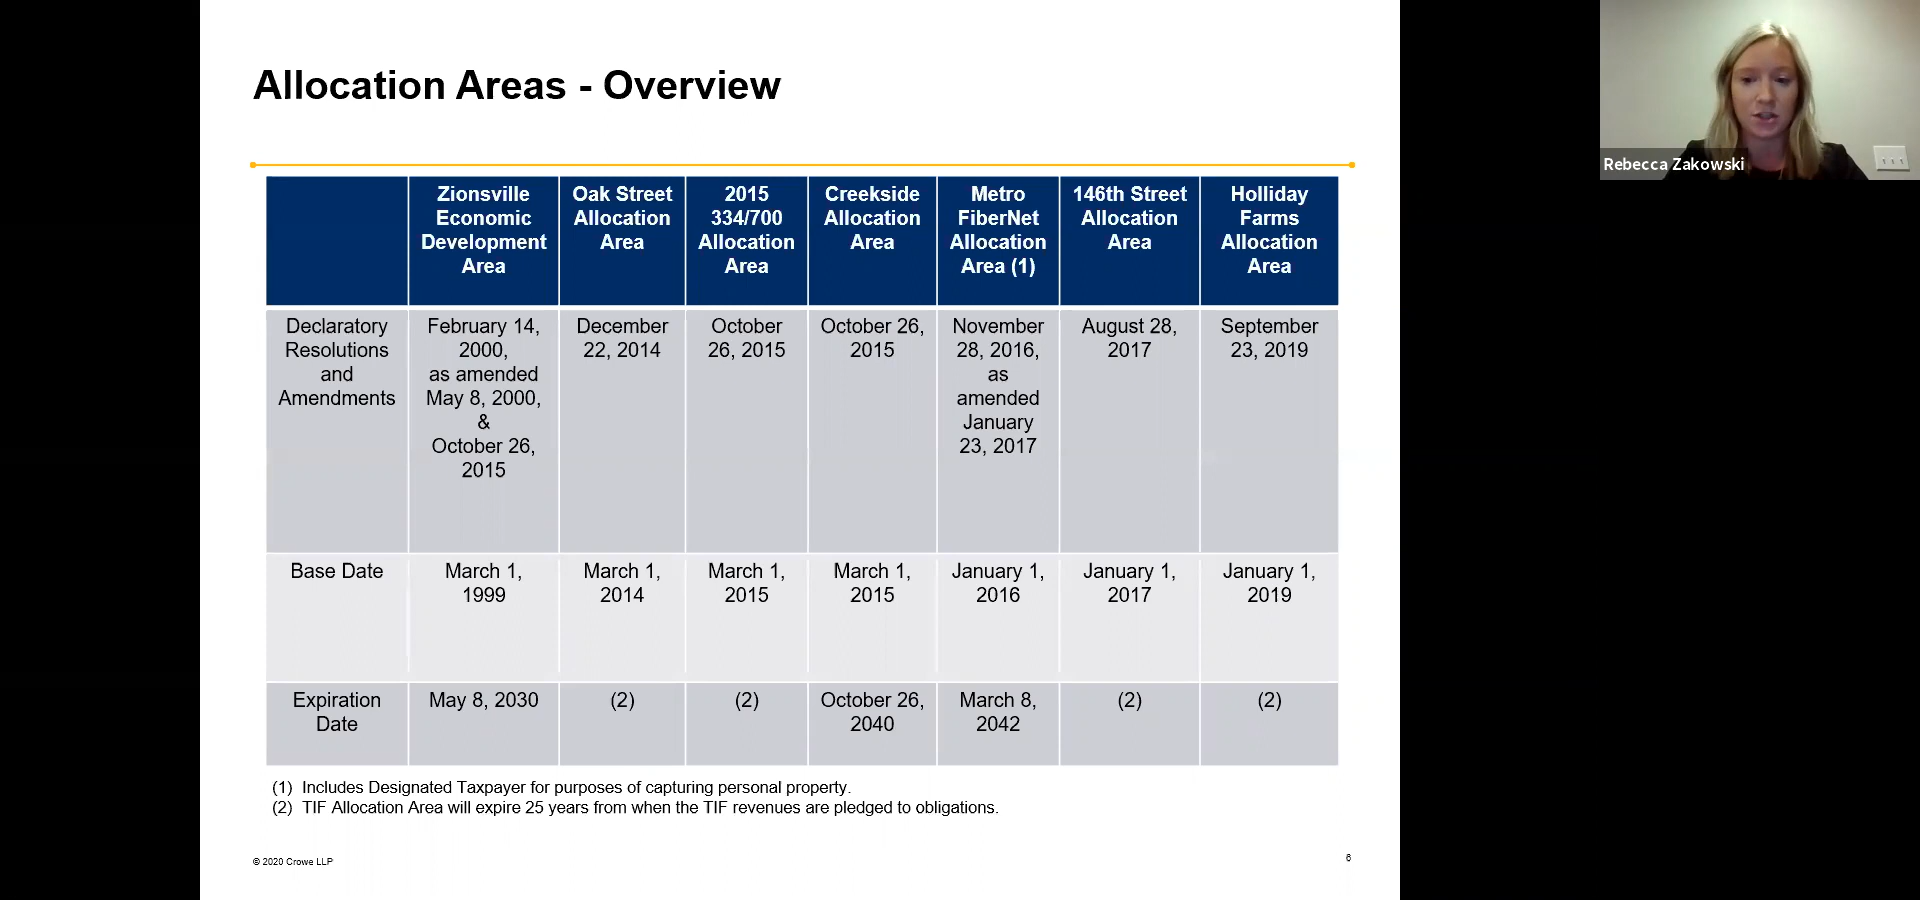 Allocation Areas - Overview
Rebecca Zakowski
Zionsville
Economic
Development
Area
Oak Street
Allocation
Area
2015
334/700
Allocation
Area
Creekside
Allocation
Area
Metro
FiberNet
Allocation
Area (1)
146th Street
Allocation
Area
Holliday
Farms
Allocation
Area
Declaratory
Resolutions
and
Amendments
February 14,
2000,
as amended
May 8, 2000,
&
October 26,
2015
December
22, 2014
October
26, 2015
October 26,
2015
November
28, 2016,
as
amended
January
23, 2017
August 28,
2017
September
23, 2019
Base Date
March 1,
1999
March 1,
2014
March 1,
2015
March 1,
2015
January 1,
2016
January 1,
2017
January 1,
2019
Expiration
Date
May 8, 2030
(2)
(2)
October 26,
2040
March 8,
2042
(2)
(2)
(1) Includes Designated Taxpayer for purposes of capturing personal property.
(2) TIF Allocation Area will expire 25 years from when the TIF revenues are pledged to obligations.
© 2020 Crowe LLP
6